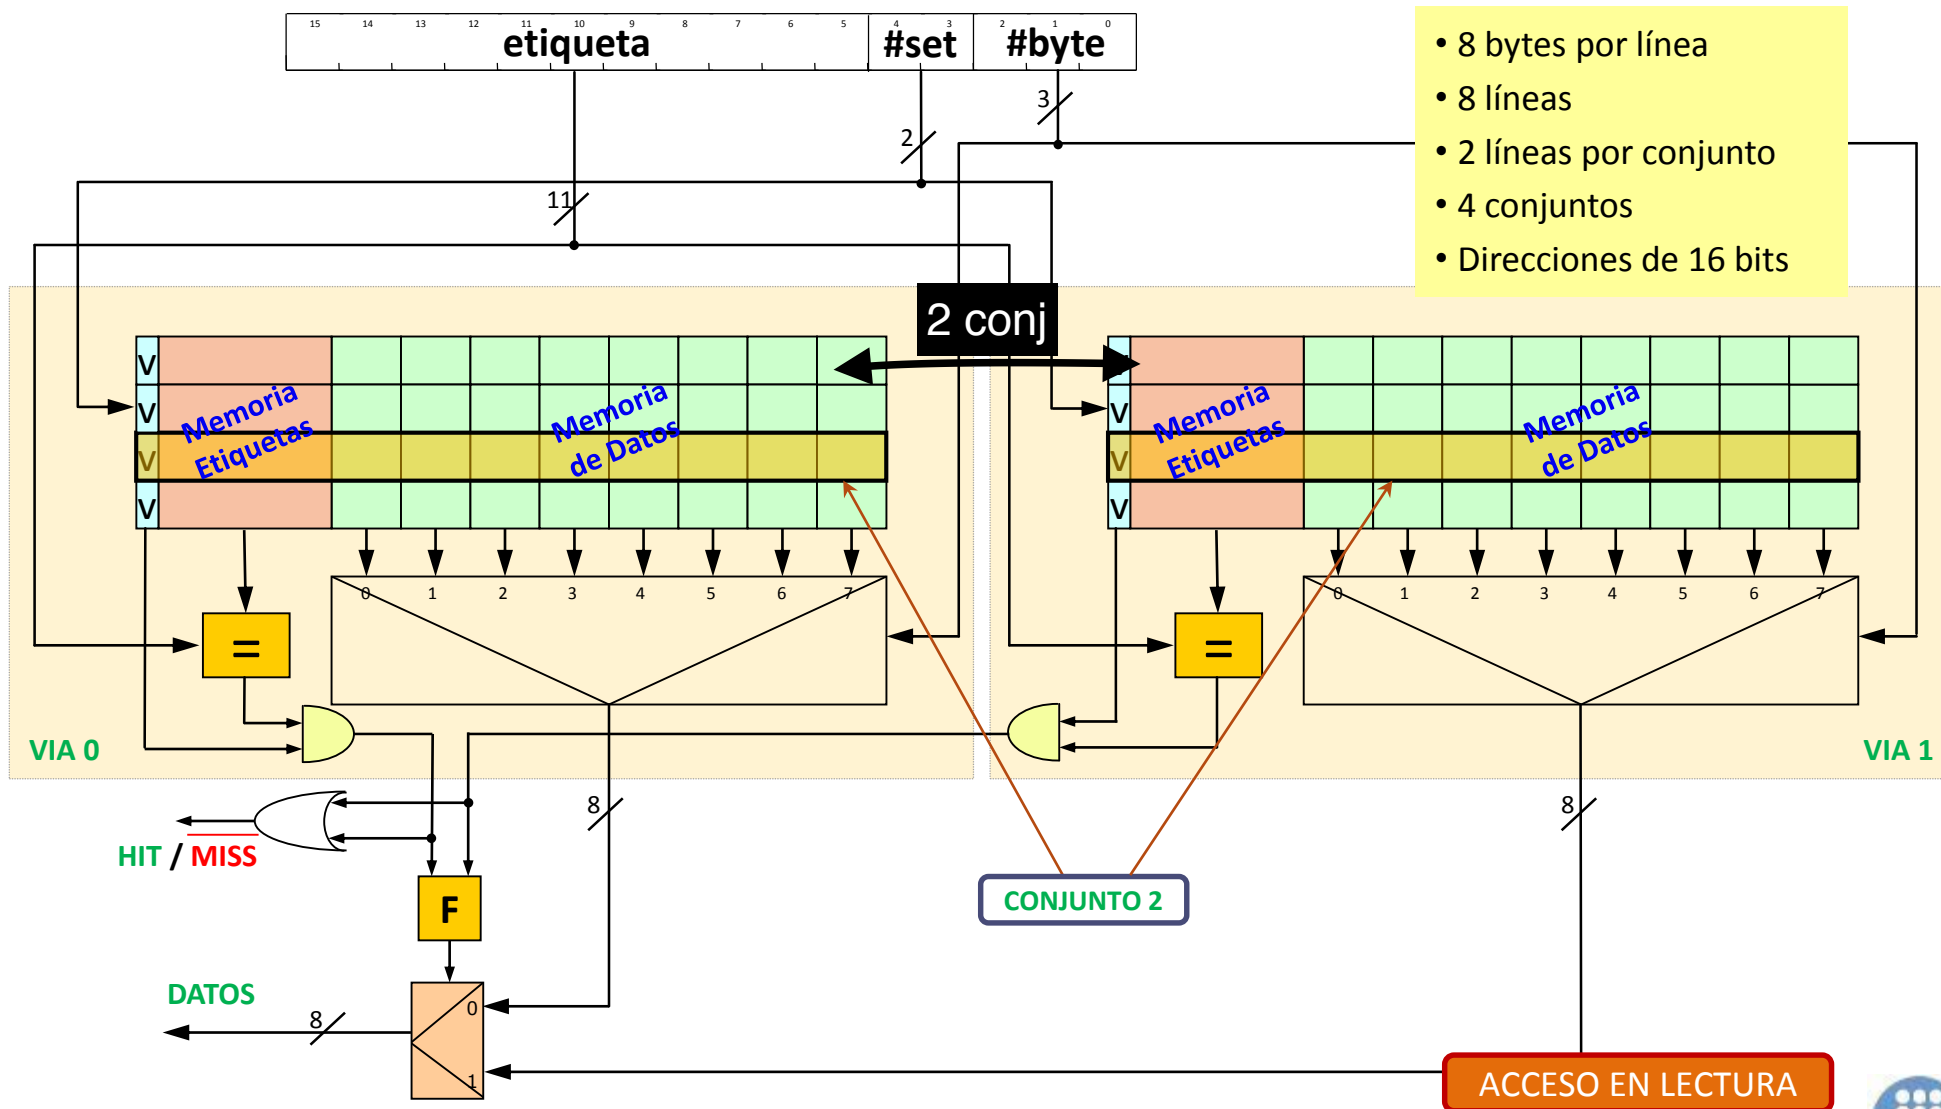 15 14 13 12 11 10 9 8 7 6 5 4 3 2 1 0
etiqueta #set #byte
• 8 bytes por línea
• 8 líneas
• 2 líneas por conjunto
• 4 conjuntos
• Direcciones de 16 bits
3
2
11
2 conj
V
V
V
V
Memoria
Etiquetas
Memoria
de Datos
V
V
V
V
Memoria
Etiquetas
Memoria
de Datos
0 1 2 3 4 5 6 7
0 1 2 3 4 5 6 7
=
=
VIA 0
VIA 1
8
8
HIT / MISS
F
CONJUNTO 2
DATOS
8
0
1
ACCESO EN LECTURA